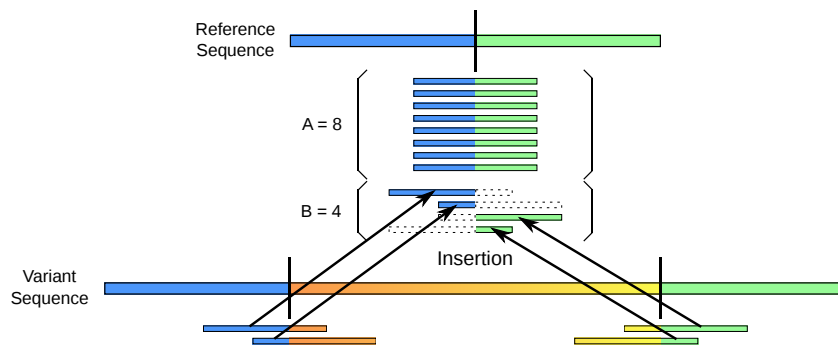 Reference
Sequence
A = 8
B = 4
Insertion
Variant
Sequence